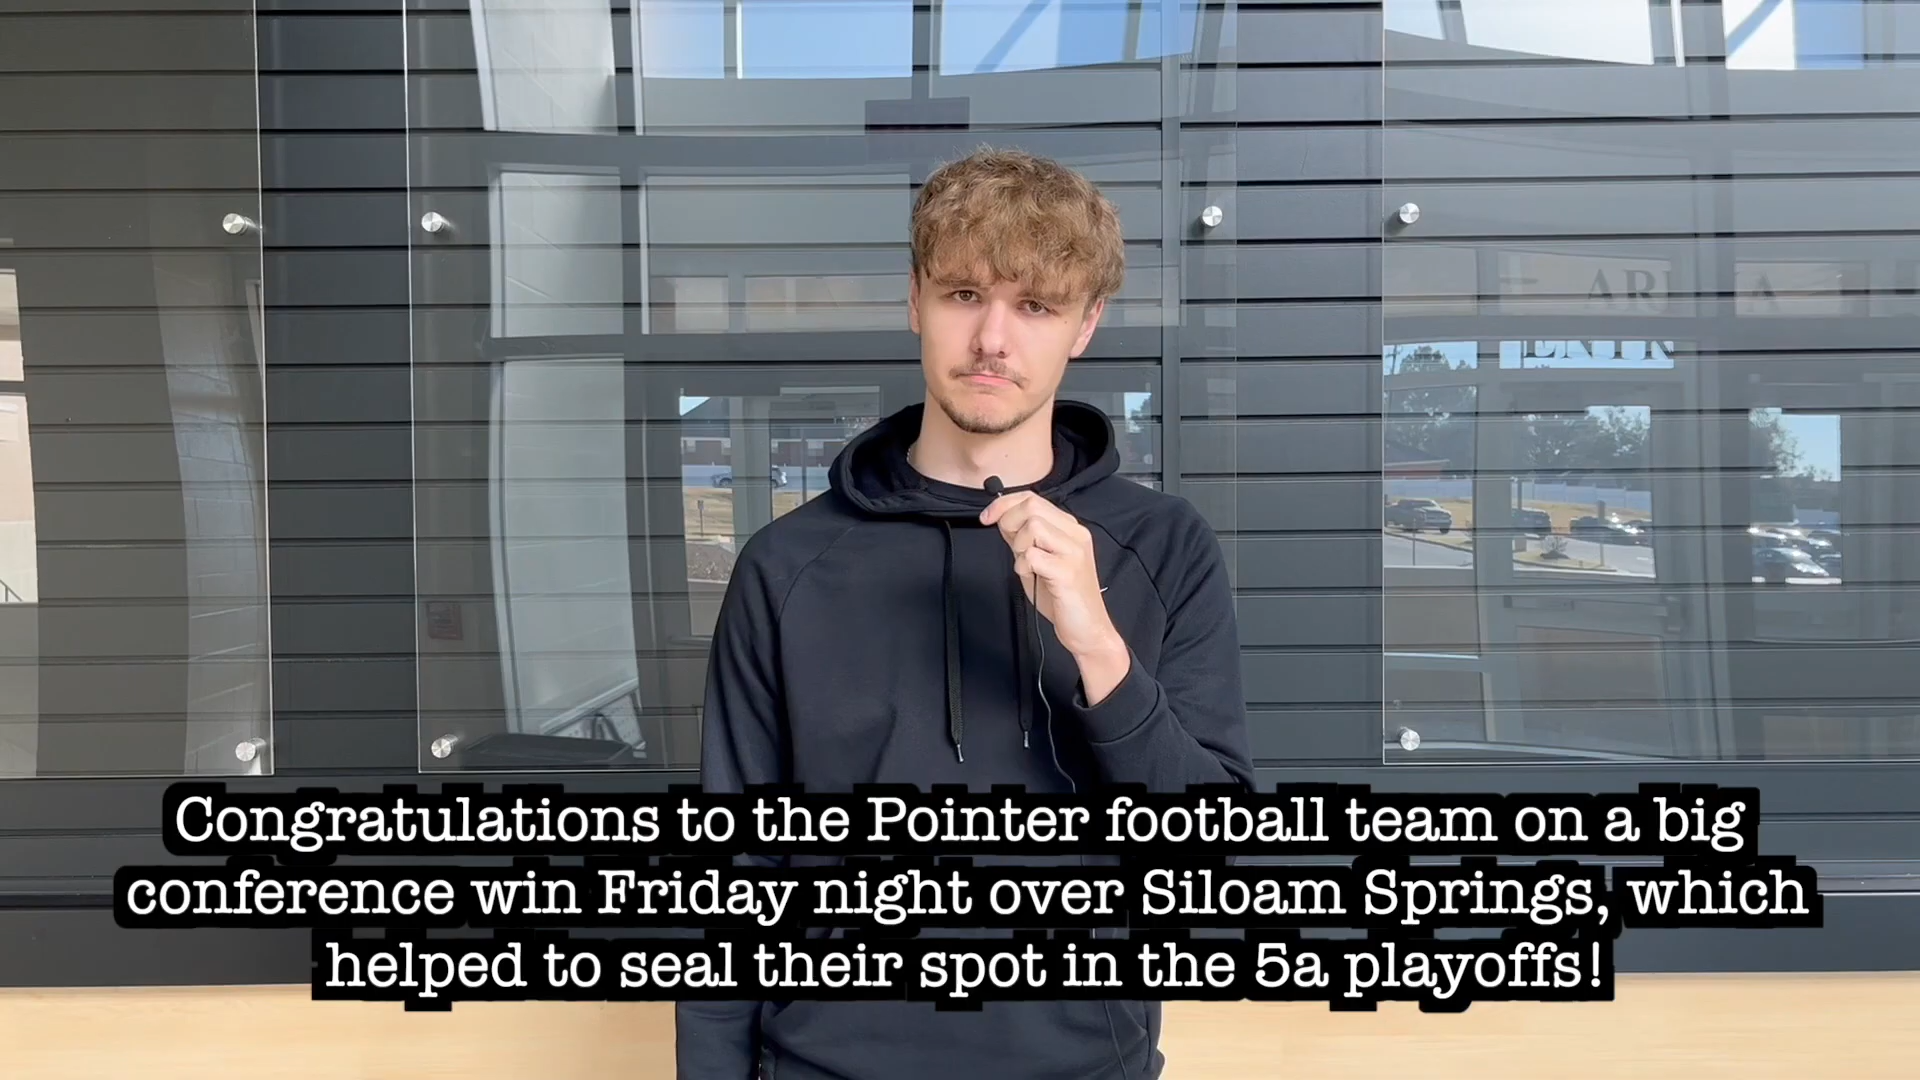 Congratulations to the Pointer football team on a big
conference win Friday night over Siloam Springs, which
helped to seal their spot in the 5a playoffs!